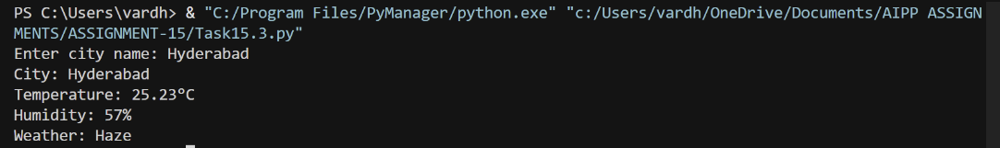 PS C:\Users\vardh> & "C:/Program Files/PyManager/python.exe" "c:/Users/vardh/OneDrive/Documents/AIPP ASSIGN
MENTS/ASSIGNMENT-15/Task15.3.py"
Enter city name: Hyderabad
City: Hyderabad
Temperature: 25.23°C
Humidity: 57%
Weather: Haze